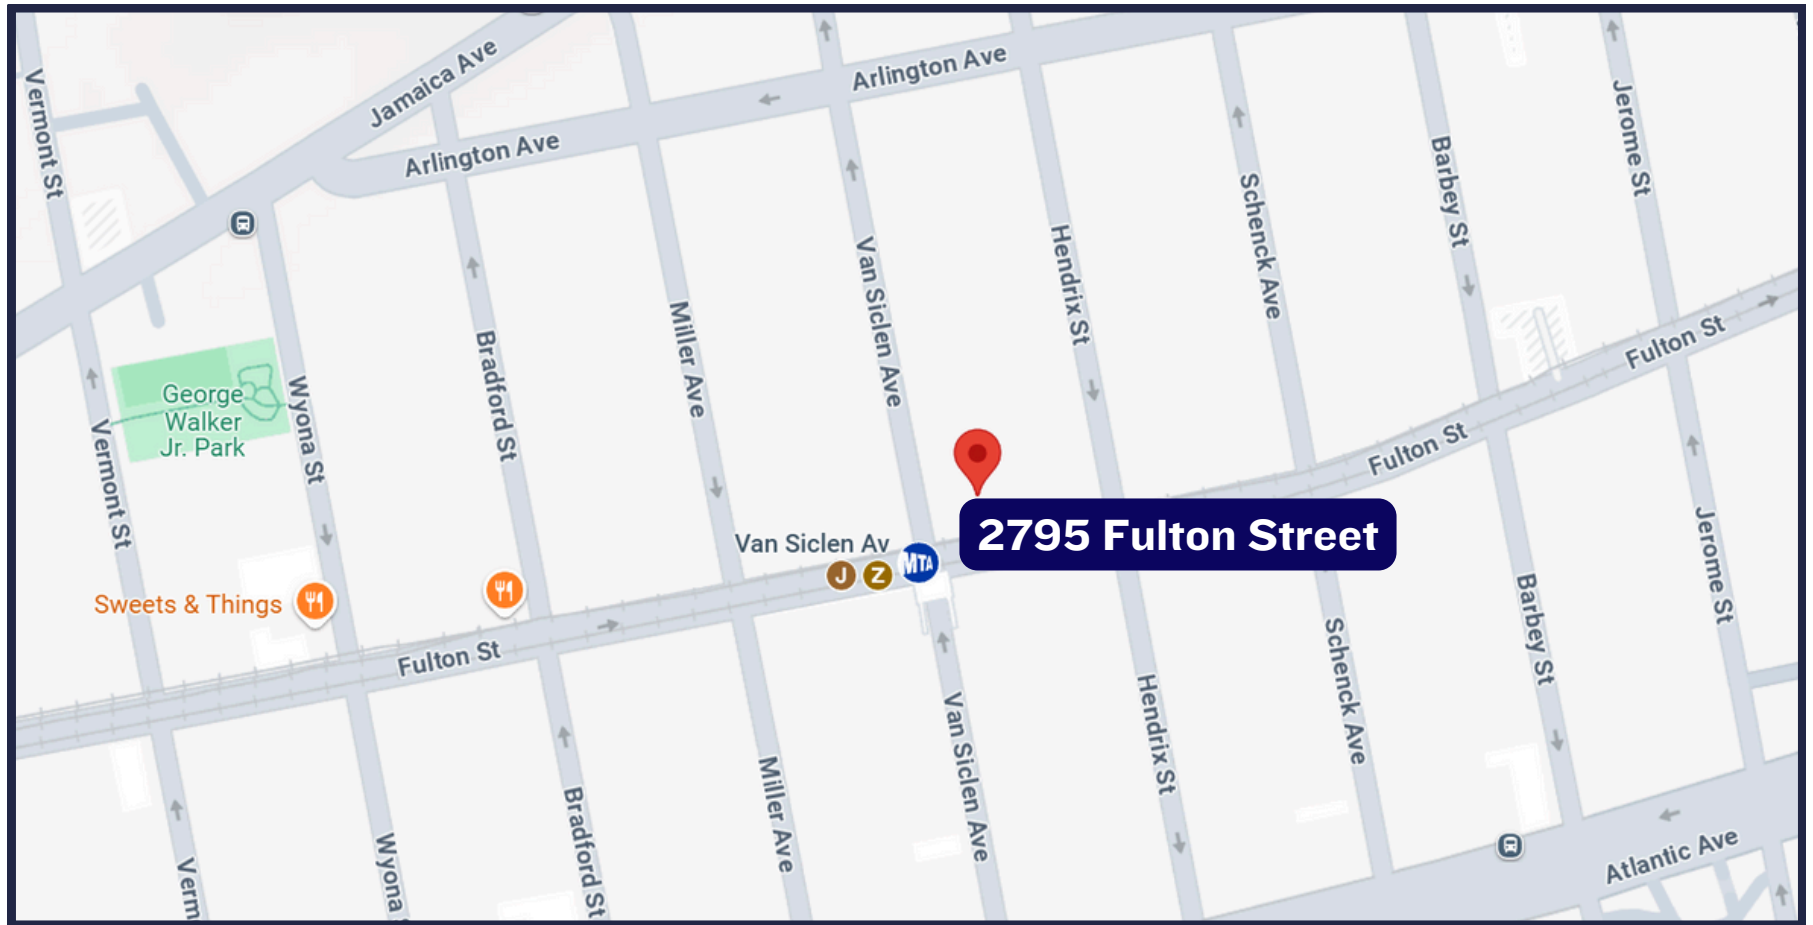 Jamaica Ave
Arlington Ave
Arlington Ave
Vermont St
Jerome St
Barbey St
Schenck Ave
Hendrix St
Van Siclen Ave
Miller Ave
Bradford St
Wyona St
George
Walker
Jr. Park
Vermont St
Fulton St
Fulton St
2795 Fulton Street
Van Siclen Av
MTA
J
Z
Sweets & Things
Fulton St
Jerome St
Barbey St
Schenck Ave
Hendrix St
Van Siclen Ave
Miller Ave
Bradford St
Wyona
Verm
Atlantic Ave